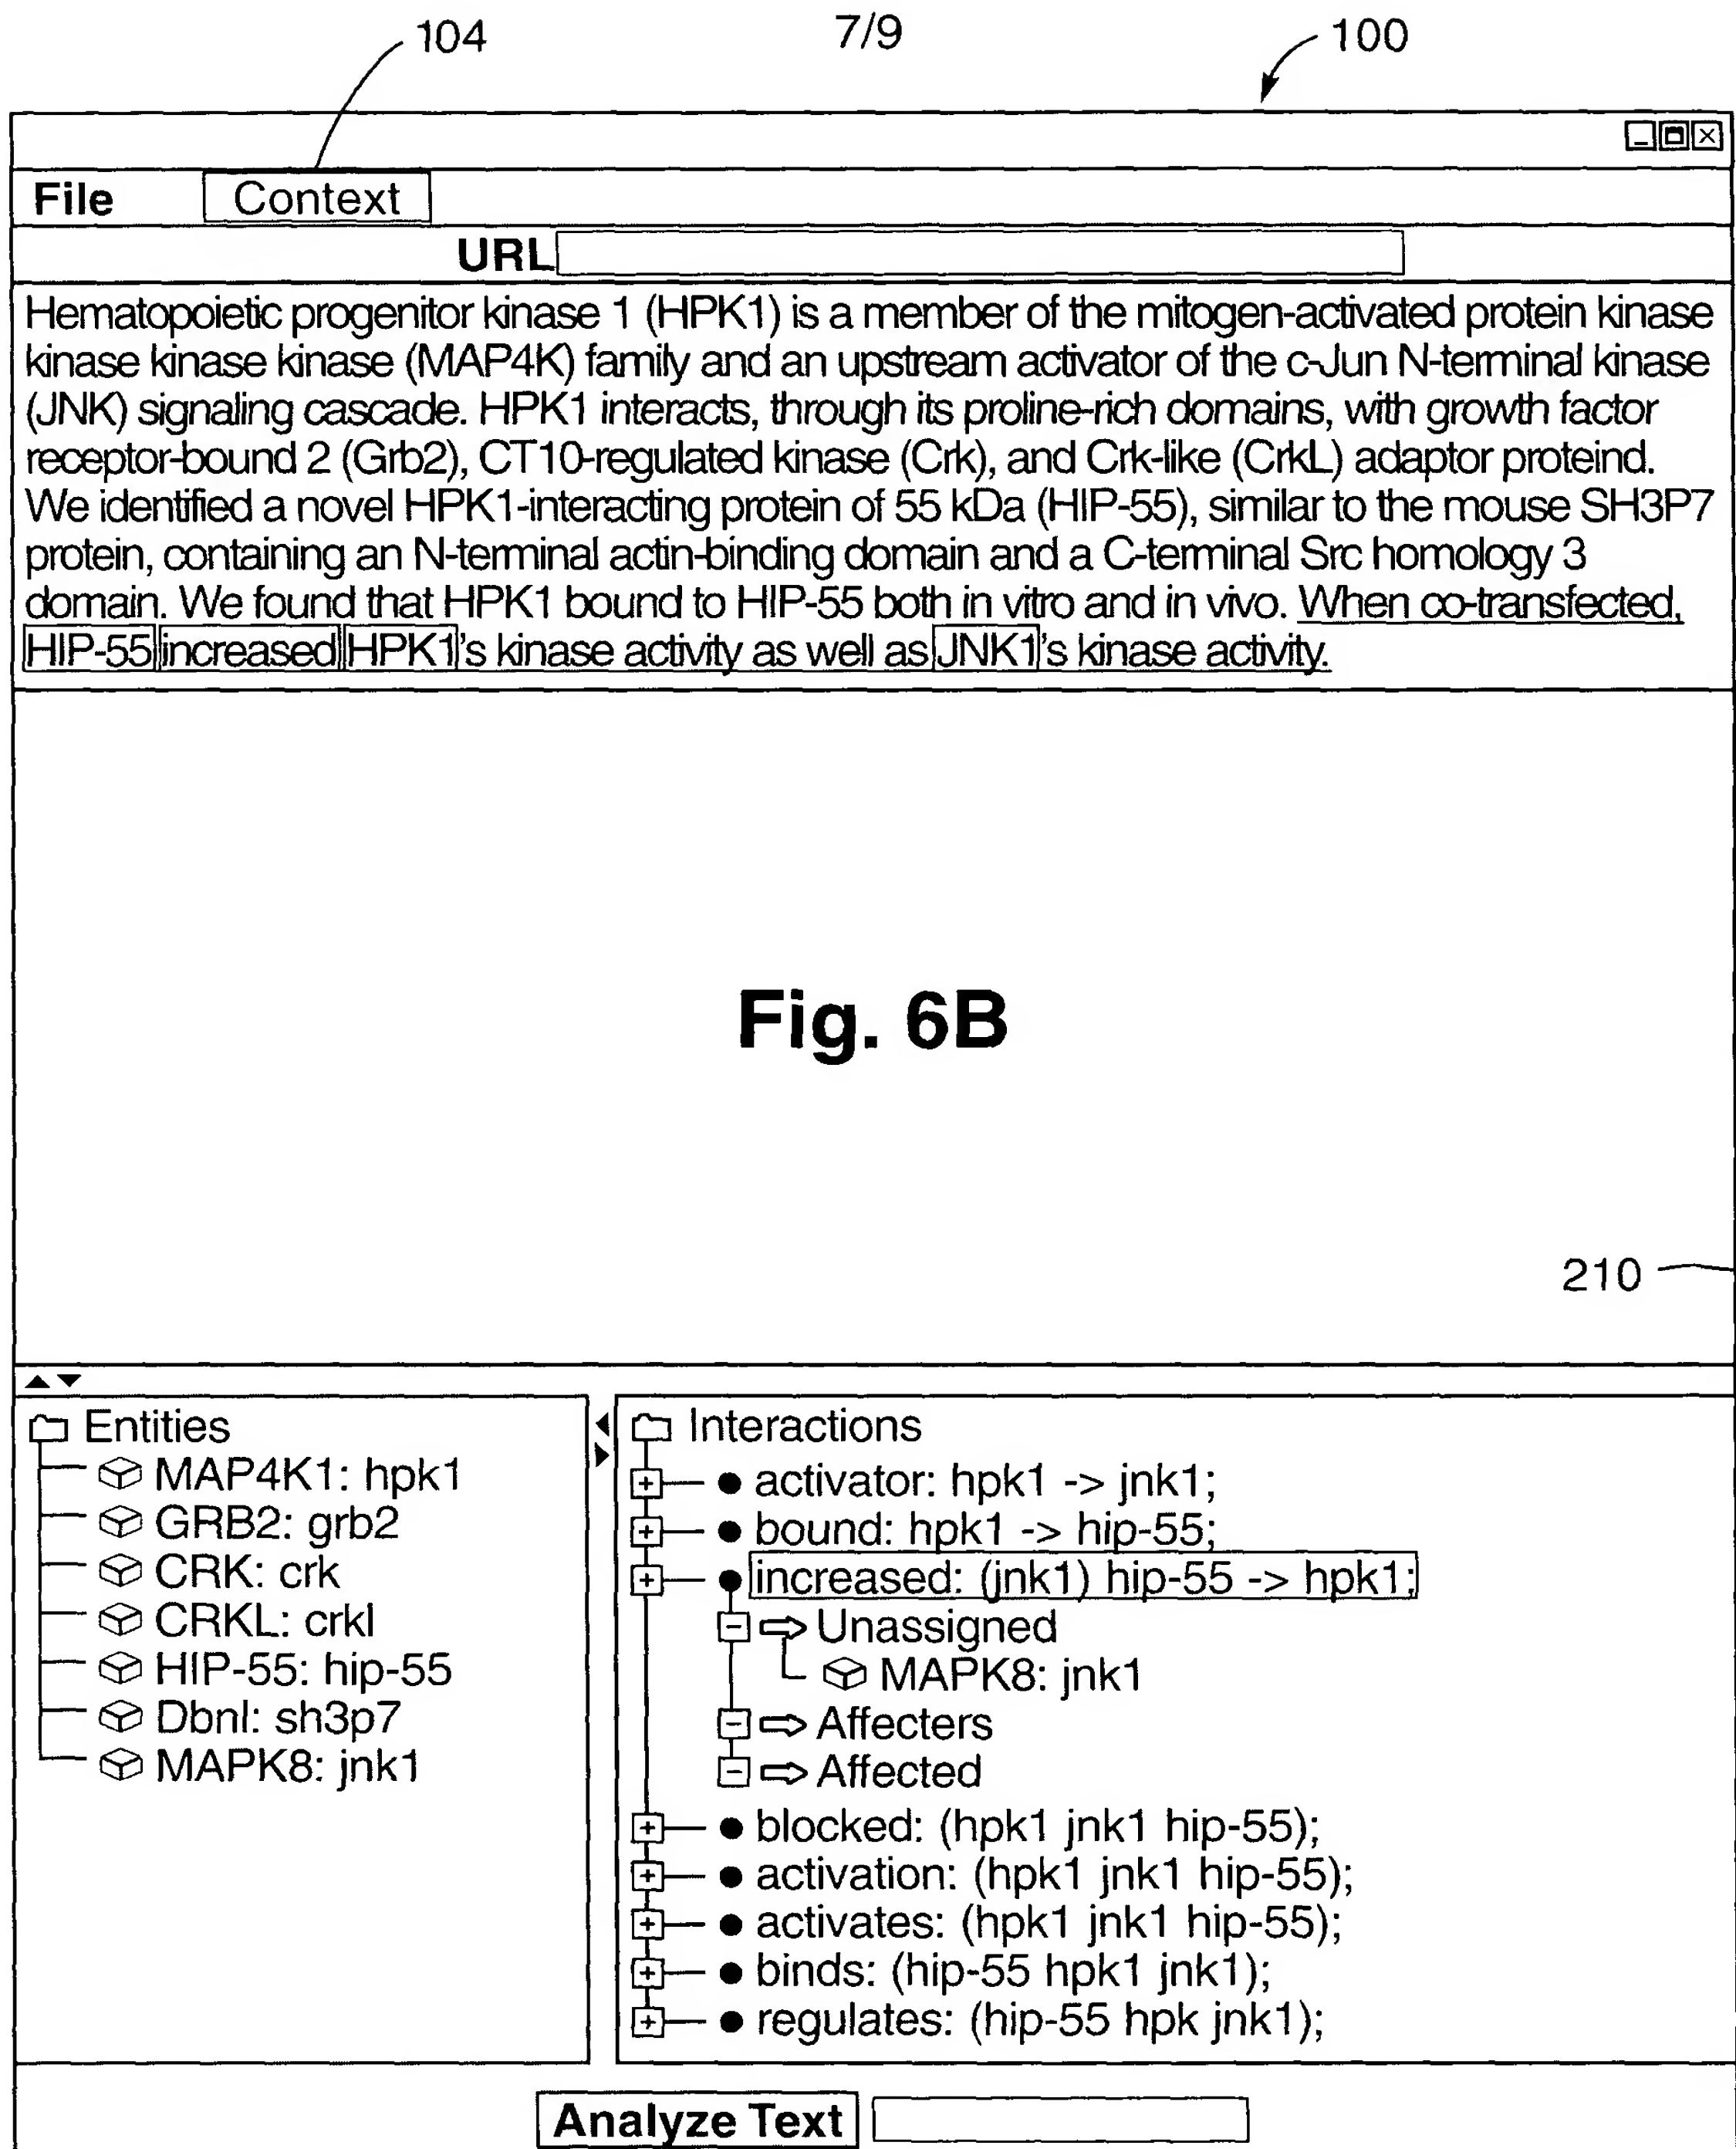 7/9
104
100
File Context
URL
Hematopoietic progenitor kinase 1 (HPK1) is a member of the mitogen-activated protein kinase
kinase kinase kinase (MAP4K) family and an upstream activator of the c-Jun N-terminal kinase
(JNK) signaling cascade. HPK1 interacts, through its proline-rich domains, with growth factor
receptor-bound 2 (Grb2), CT10-regulated kinase (Crk), and Crk-like (CrkL) adaptor proteind.
We identified a novel HPK1-interacting protein of 55 kDa (HIP-55), similar to the mouse SH3P7
protein, containing an N-terminal actin-binding domain and a C-terminal Src homology 3
domain. We found that HPK1 bound to HIP-55 both in vitro and in vivo. When co-transfected,
HIP-55 increased HPK1's kinase activity as well as JNK1's kinase activity.
Fig. 6B
210
Entities
MAP4K1: hpk1
GRB2: grb2
CRK: crk
CRKL: crkl
HIP-55: hip-55
Dbnl: sh3p7
MAPK8: jnk1
Interactions
activator: hpk1 -> jnk1;
bound: hpk1 -> hip-55;
increased: (jnk1) hip-55 -> hpk1;
Unassigned
MAPK8: jnk1
Affecters
Affected
blocked: (hpk1 jnk1 hip-55);
activation: (hpk1 jnk1 hip-55);
activates: (hpk1 jnk1 hip-55);
binds: (hip-55 hpk1 jnk1);
regulates: (hip-55 hpk jnk1);
Analyze Text